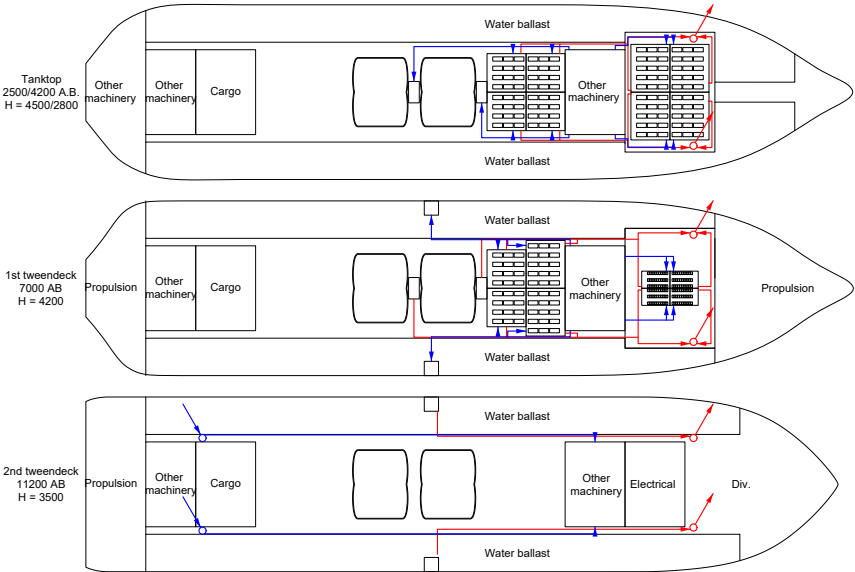 Water ballast
Tanktop
2500/4200 A.B.
H = 4500/2800
Other
machinery
Other
machinery
Cargo
Other
machinery
Water ballast
Water ballast
1st tweendeck
7000 AB
H = 4200
Propulsion
Other
machinery
Cargo
Other
machinery
Propulsion
Water ballast
Water ballast
2nd tweendeck
11200 AB
H = 3500
Propulsion
Other
machinery
Cargo
Other
machinery
Electrical
Div.
Water ballast